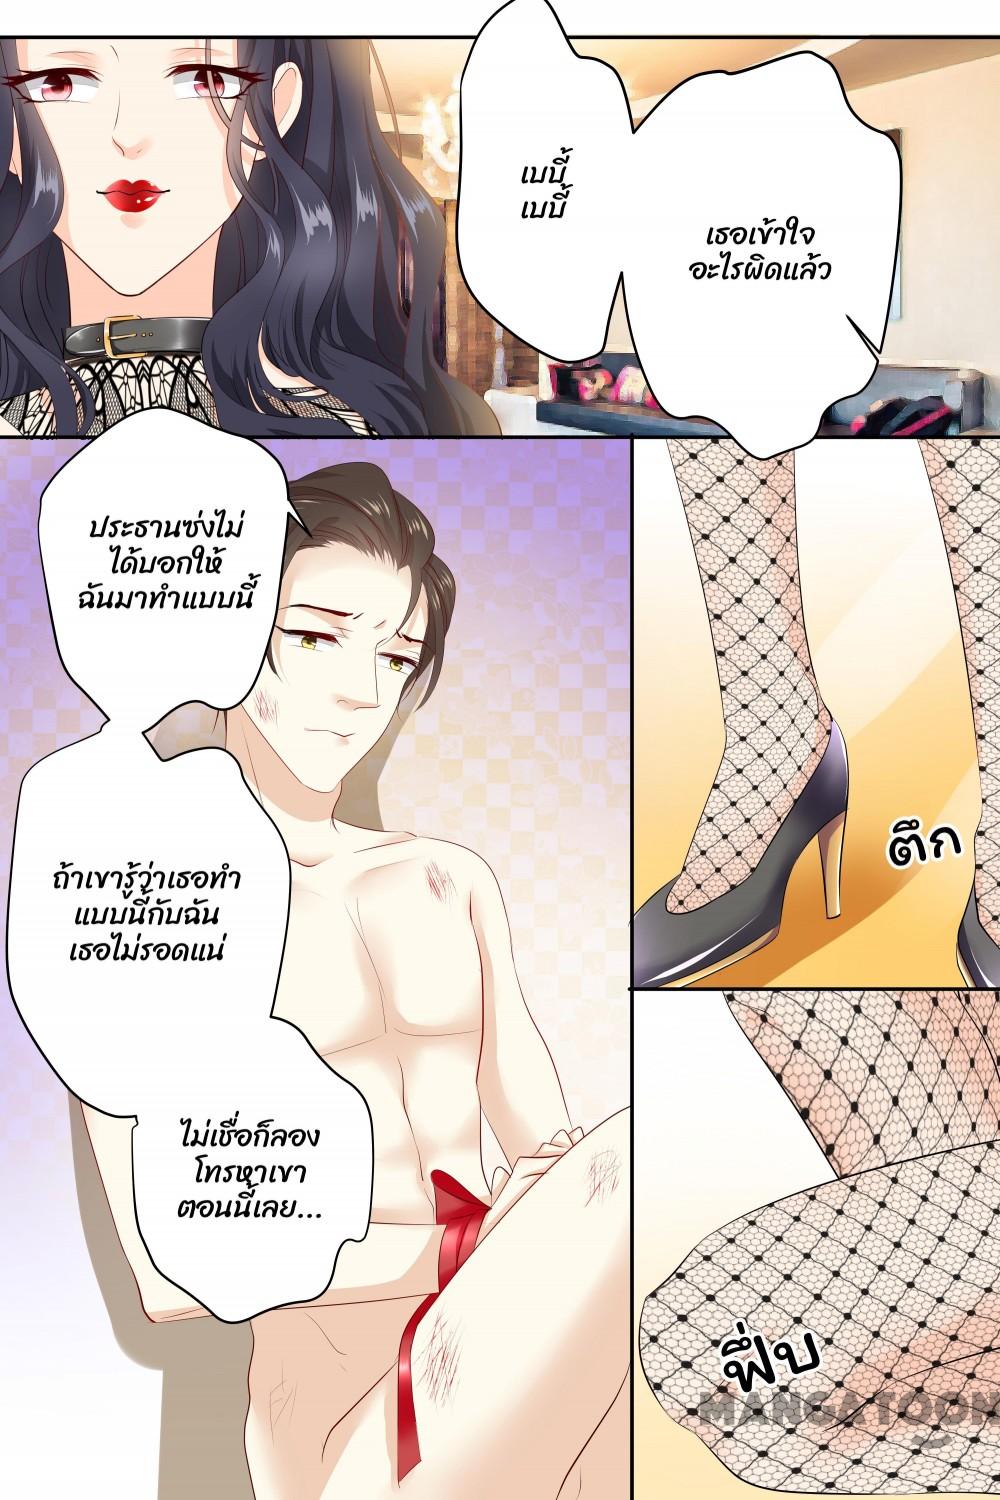 เบบี้
เบบี้
เธอเข้าใจ
อะไรผิดแล้ว
ประธานซ่งไม่
ได้บอกให้
ฉันมาทำแบบนี้
ถ้าเขารู้ว่าเธอทำ
แบบนี้กับฉัน
เธอไม่รอดแน่
ไม่เชื่อก็ลอง
โทรหาเขา
ตอนนี้เลย...
ตึก
ฟึ่บ
MANGATOON